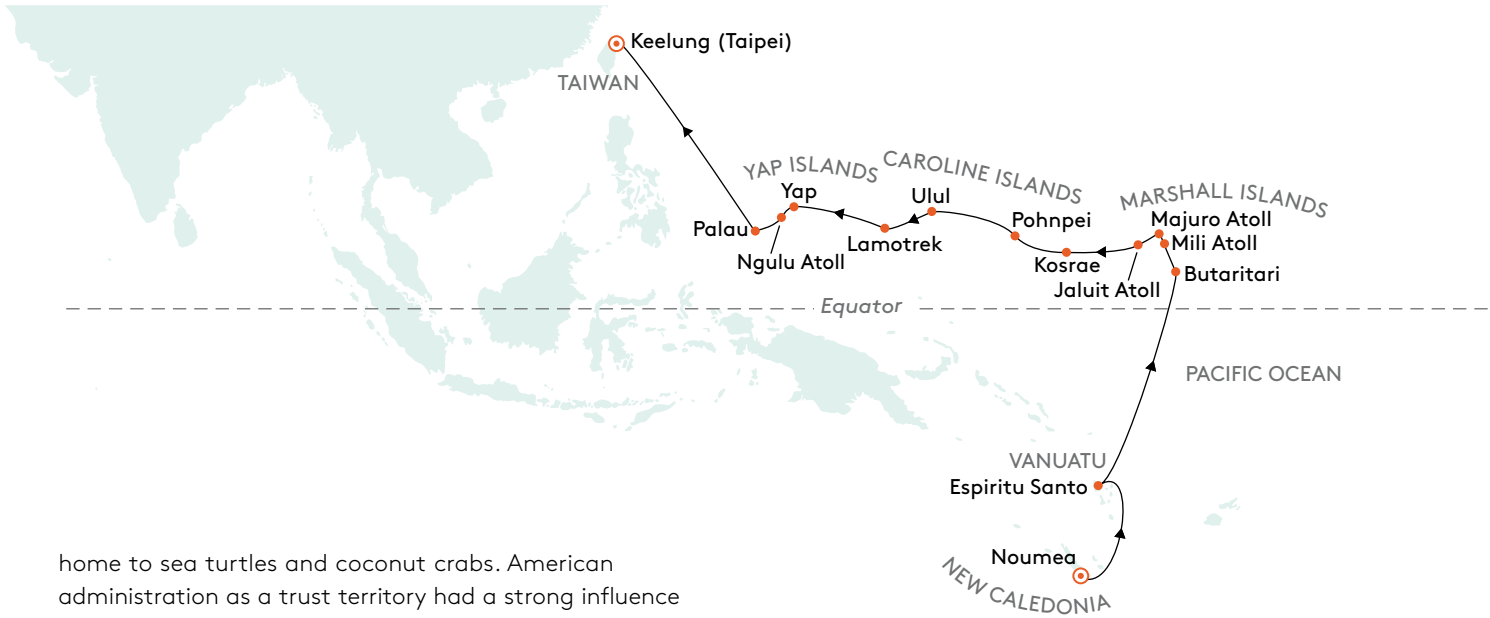 Keelung (Taipei)
TAIWAN
YAP ISLANDS
CAROLINE ISLANDS
MARSHALL ISLANDS
Yap
Ulul
Pohnpei
Majuro Atoll
Palau
Mili Atoll
Lamotrek
Ngulu Atoll
Kosrae
Butaritari
Jaluit Atoll
Equator
PACIFIC OCEAN
VANUATU
Espiritu Santo
Noumea
NEW CALEDONIA
home to sea turtles and coconut crabs. American
administration as a trust territory had a strong influence